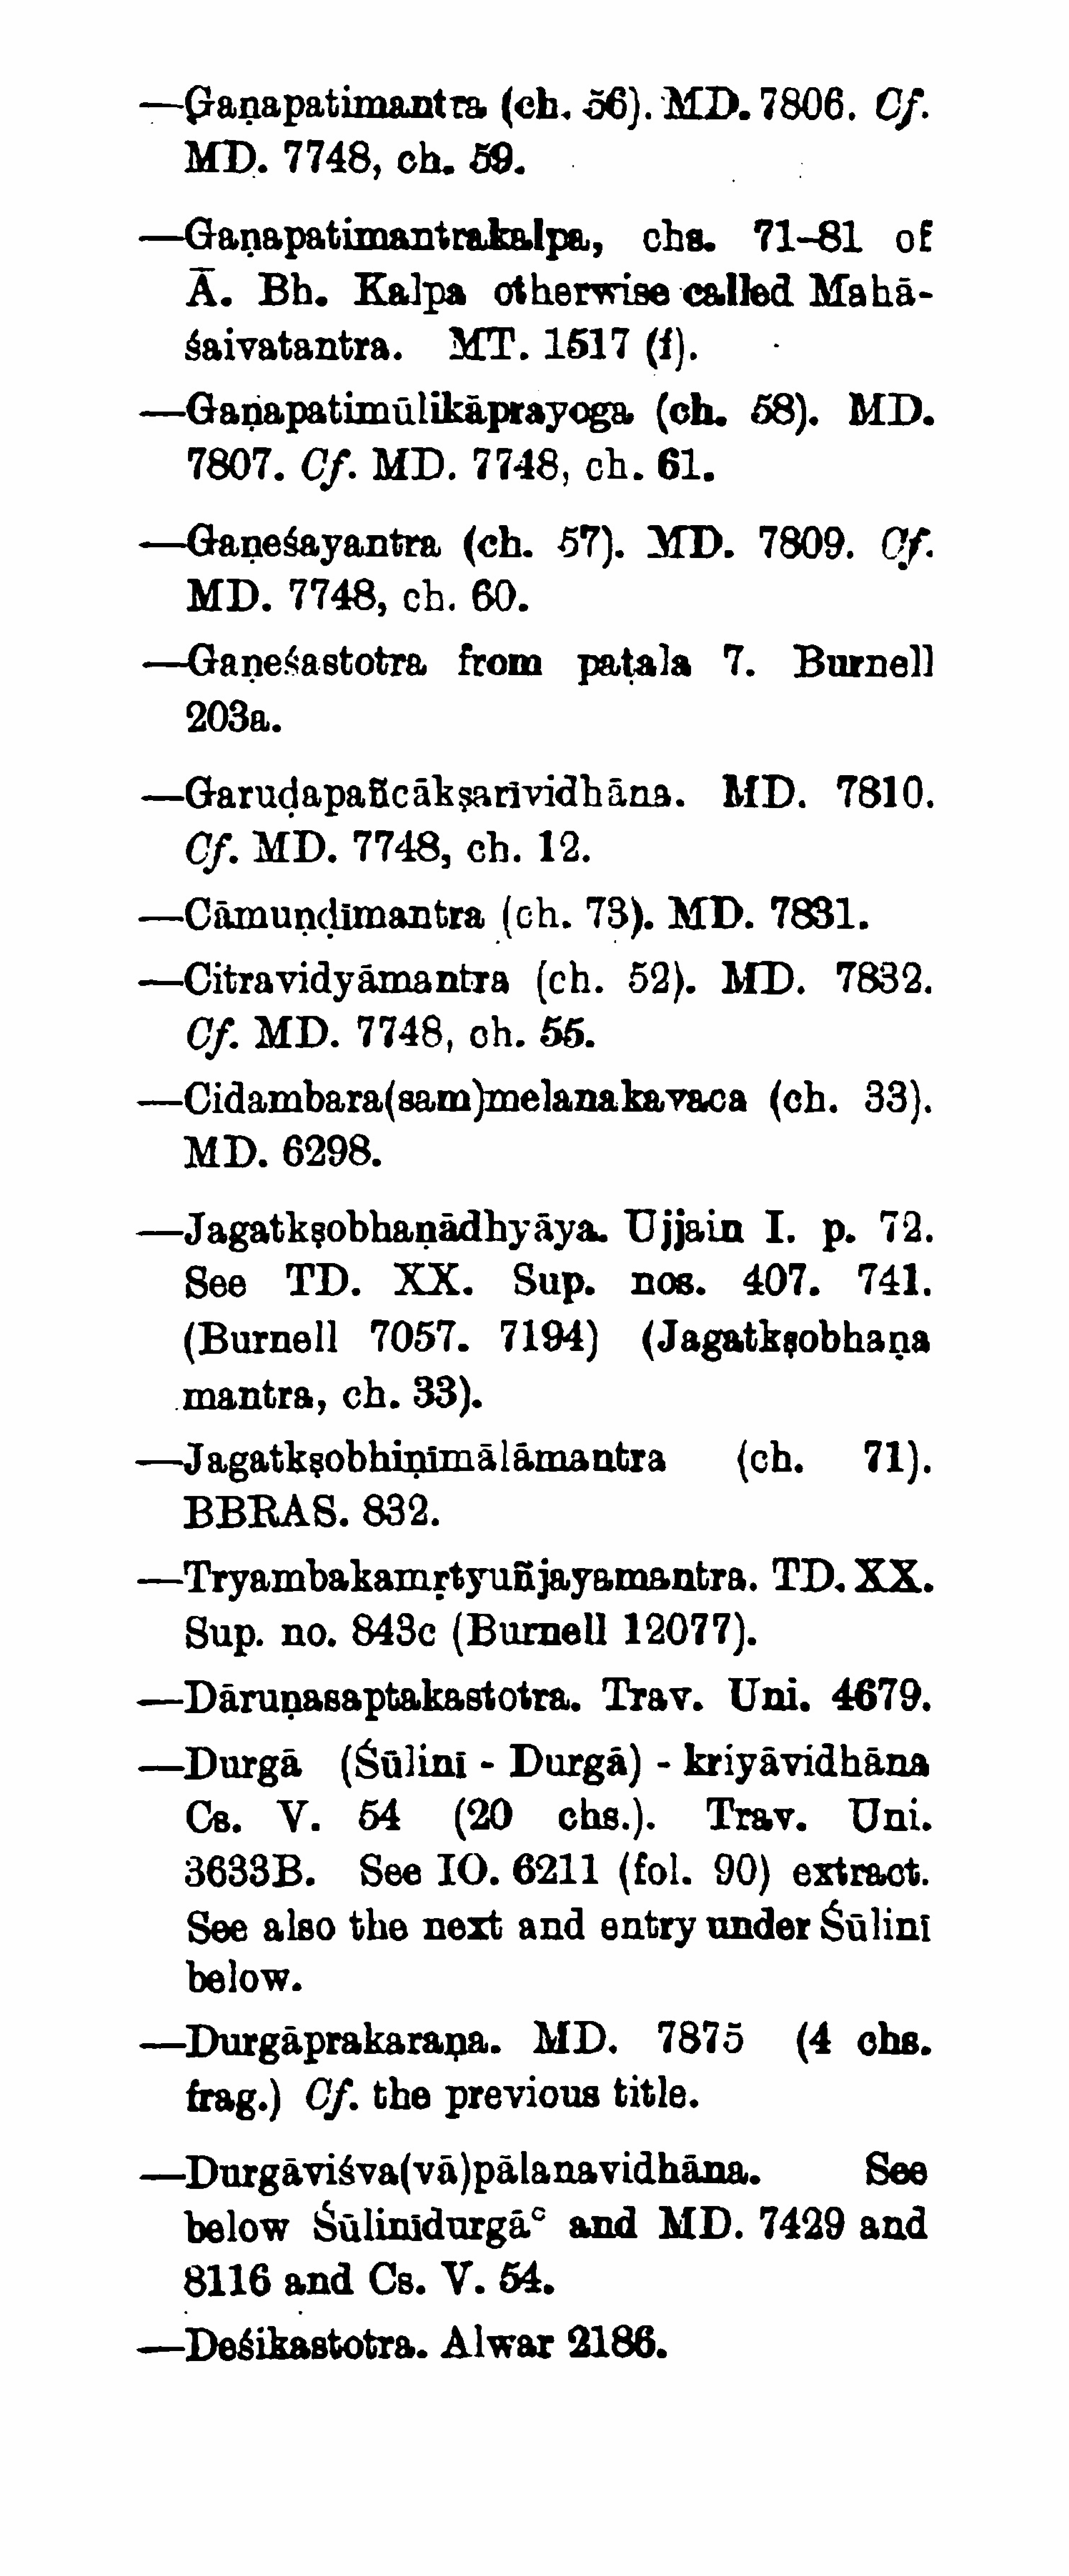 —Gaṇapatimantra (ch. 56). MD. 7806. Cf.
MD. 7748, ch. 59.
—Gaṇapatimantrakalpa, chs. 71–81 of
Ā. Bh. Kalpa otherwise called Mahā-
śaivatantra. MT. 1517 (f).
—Gaṇapatimūlikāprayoga (ch. 58). MD.
7807. Cf. MD. 7748, ch. 61.
—Gaṇeśayantra (ch. 57). MD. 7809. Cf.
MD. 7748, ch. 60.
—Gaṇeśastotra from paṭala 7. Burnell
203a.
—Garuḍapañcākṣarīvidhāna. MD. 7810.
Cf. MD. 7748, ch. 12.
—Cāmuṇḍīmantra (ch. 73). MD. 7831.
—Citravidyāmantra (ch. 52). MD. 7832.
Cf. MD. 7748, ch. 55.
—Cidambara(sam)melanakavaca (ch. 33).
MD. 6298.
—Jagatkṣobhaṇādhyāya. Ujjain I. p. 72.
See TD. XX. Sup. nos. 407. 741.
(Burnell 7057. 7194) (Jagatkṣobhaṇa
mantra, ch. 33).
—Jagatkṣobhiṇīmālāmantra (ch. 71).
BBRAS. 832.
—Tryambakamṛtyuñjayamantra. TD. XX.
Sup. no. 843c (Burnell 12077).
—Dāruṇasaptakastotra. Trav. Uni. 4679.
—Durgā (Śūlinī - Durgā) - kriyāvidhāna
Cs. V. 54 (20 chs.). Trav. Uni.
3633B. See IO. 6211 (fol. 90) extract.
See also the next and entry under Śūlinī
below.
—Durgāprakaraṇa. MD. 7875 (4 chs.
frag.) Cf. the previous title.
—Durgāviśva(vā)pālanavidhāna. See
below Śūlinīdurgā° and MD. 7429 and
8116 and Cs. V. 54.
—Deśikastotra. Alwar 2186.